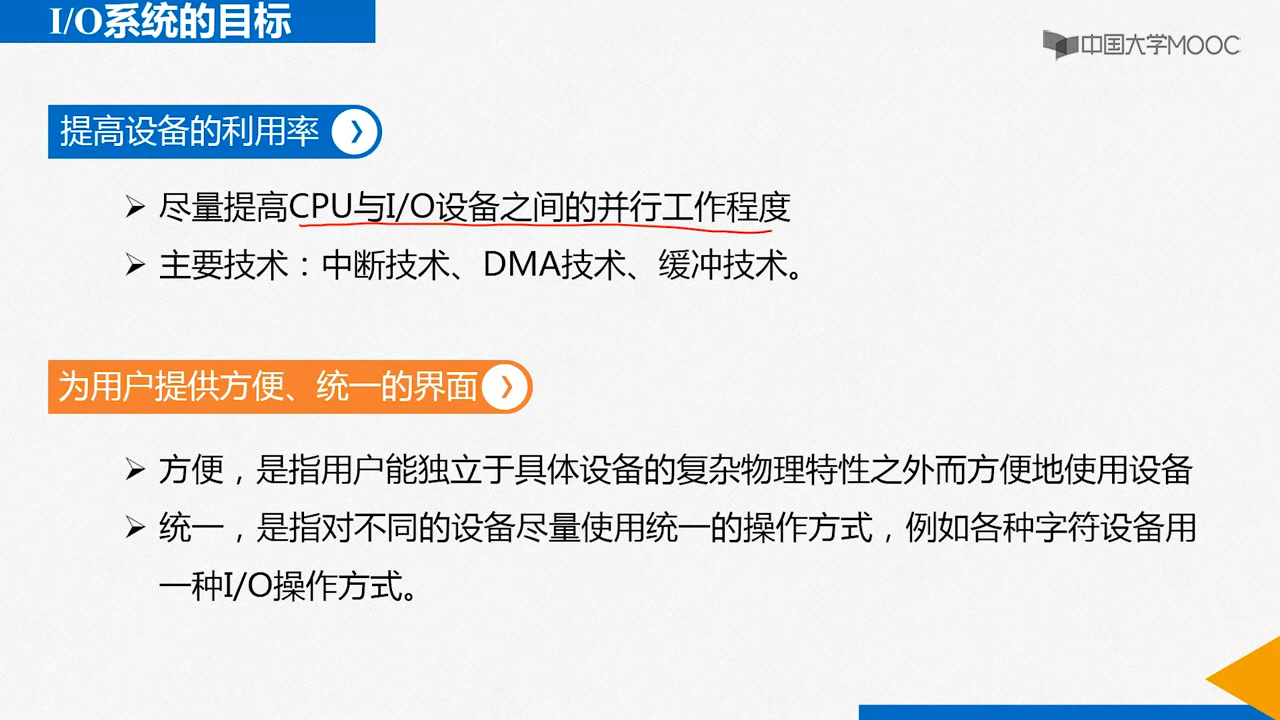 I/O系统的目标
中国大学MOOC
提高设备的利用率
尽量提高CPU与I/O设备之间的并行工作程度
主要技术：中断技术、DMA技术、缓冲技术。
为用户提供方便、统一的界面
方便，是指用户能独立于具体设备的复杂物理特性之外而方便地使用设备
统一，是指对不同的设备尽量使用统一的操作方式，例如各种字符设备用
一种I/O操作方式。